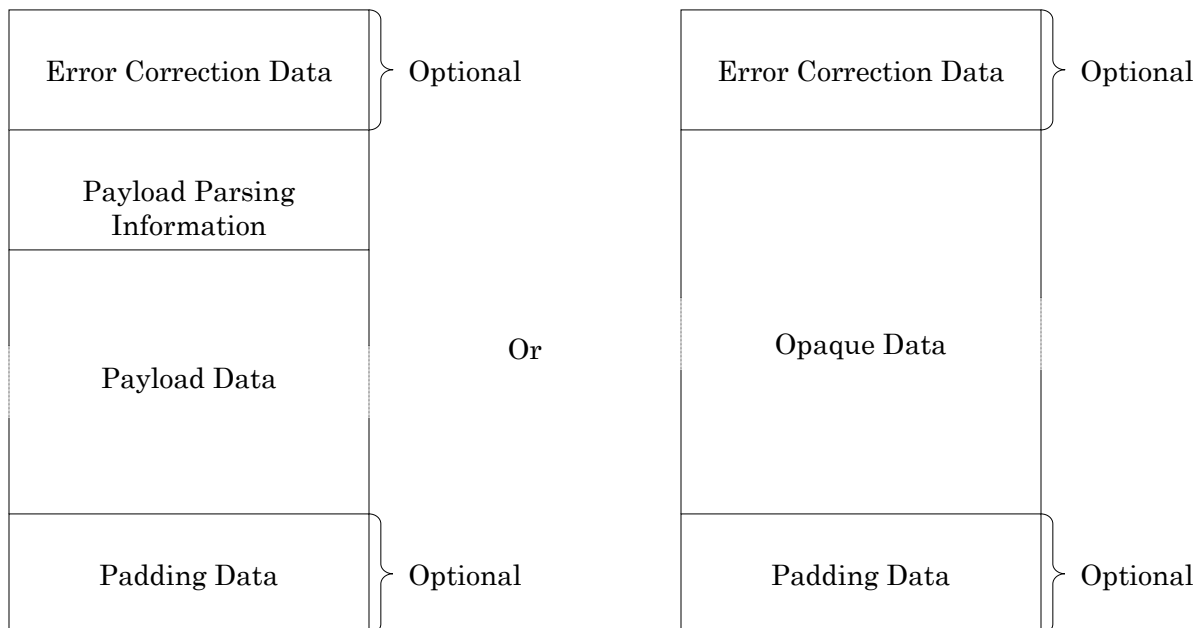 Error Correction Data
Optional
Error Correction Data
Optional
Payload Parsing
Information
Payload Data
Or
Opaque Data
Padding Data
Optional
Padding Data
Optional